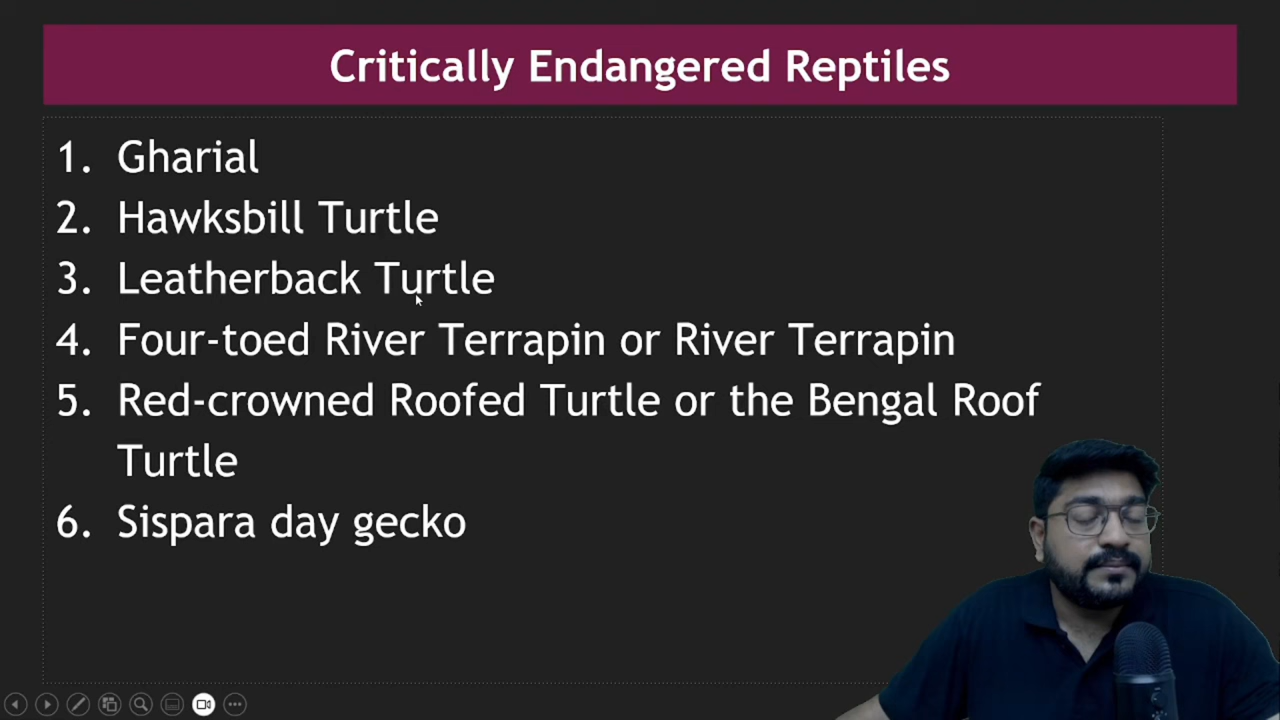 Critically Endangered Reptiles
1. Gharial
2. Hawksbill Turtle
3. Leatherback Turtle
4. Four-toed River Terrapin or River Terrapin
5. Red-crowned Roofed Turtle or the Bengal Roof
Turtle
6. Sispara day gecko